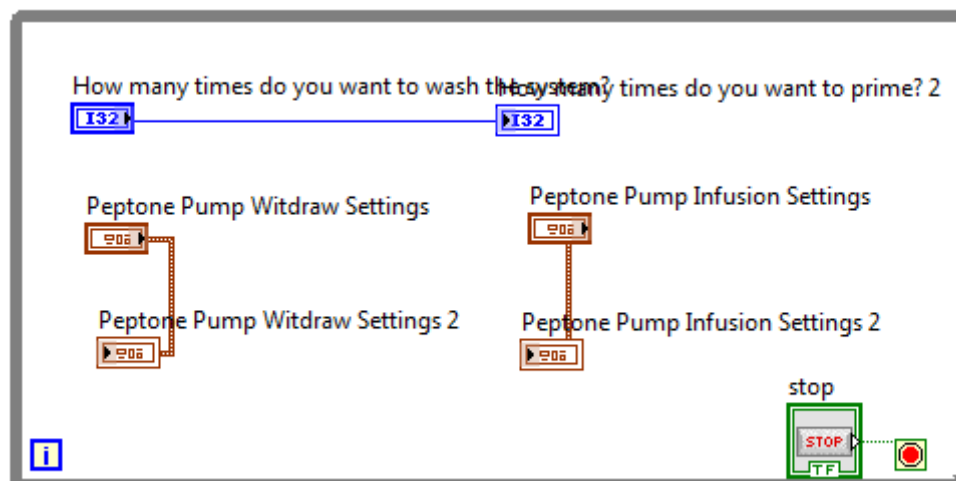 How many times do you want to wash the system?
How many times do you want to prime? 2
I32
I32
Peptone Pump Witdraw Settings
Peptone Pump Infusion Settings
Peptone Pump Witdraw Settings 2
Peptone Pump Infusion Settings 2
stop
STOP
TF
i